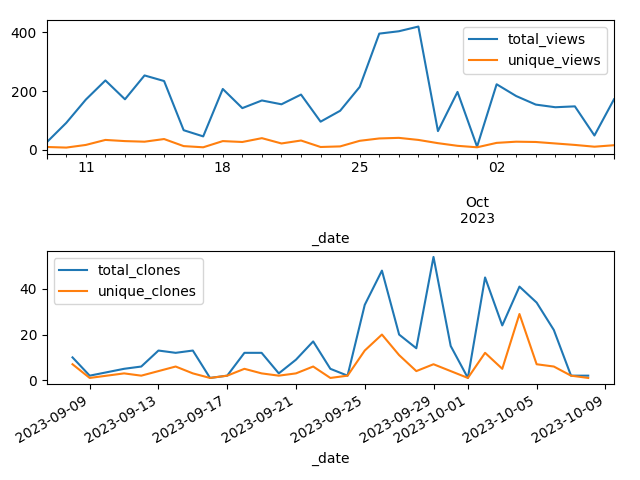 400
200
0
total_views
unique_views
11
18
25
02
Oct
2023
_date
40
20
0
total_clones
unique_clones
2023-09-09
2023-09-13
2023-09-17
2023-09-21
2023-09-25
2023-09-29
2023-10-01
2023-10-05
2023-10-09
_date